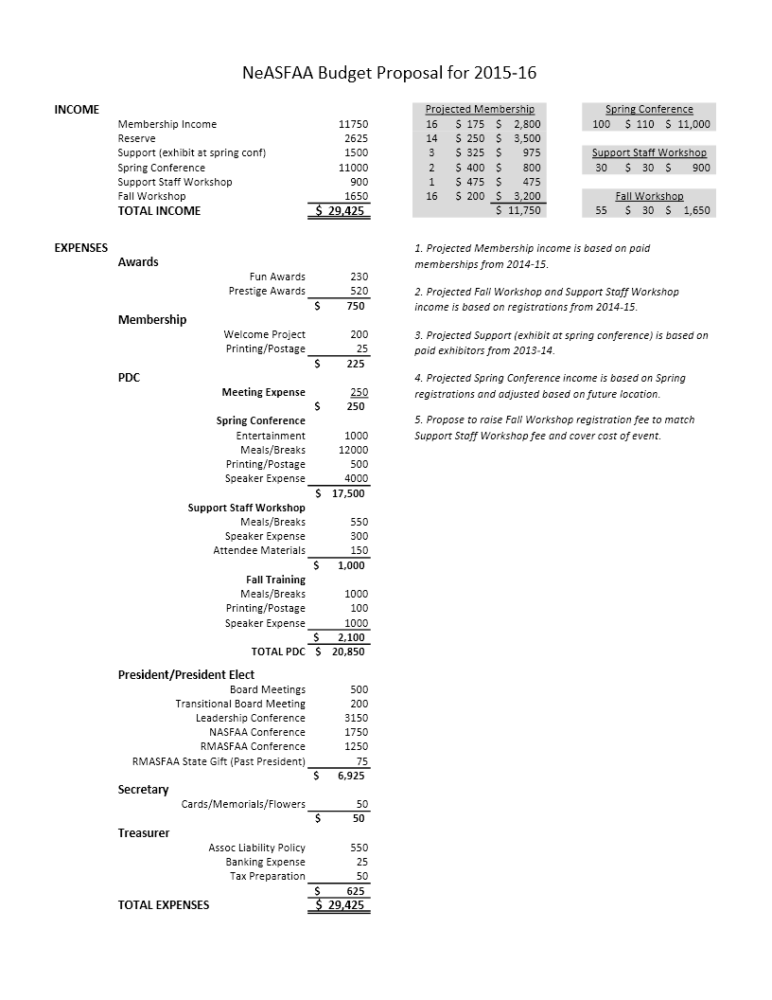 NeASFAA Budget Proposal for 2015-16
INCOME
Membership Income 11750
Reserve 2625
Support (exhibit at spring conf) 1500
Spring Conference 11000
Support Staff Workshop 900
Fall Workshop 1650
TOTAL INCOME $ 29,425
Projected Membership
16 $ 175 $ 2,800
14 $ 250 $ 3,500
3 $ 325 $ 975
2 $ 400 $ 800
1 $ 475 $ 475
16 $ 200 $ 3,200
$ 11,750
Spring Conference
100 $ 110 $ 11,000
Support Staff Workshop
30 $ 30 $ 900
Fall Workshop
55 $ 30 $ 1,650
EXPENSES
Awards
Fun Awards 230
Prestige Awards 520
$ 750
Membership
Welcome Project 200
Printing/Postage 25
$ 225
PDC
Meeting Expense 250
$ 250
Spring Conference
Entertainment 1000
Meals/Breaks 12000
Printing/Postage 500
Speaker Expense 4000
$ 17,500
Support Staff Workshop
Meals/Breaks 550
Speaker Expense 300
Attendee Materials 150
$ 1,000
Fall Training
Meals/Breaks 1000
Printing/Postage 100
Speaker Expense 1000
$ 2,100
TOTAL PDC $ 20,850
President/President Elect
Board Meetings 500
Transitional Board Meeting 200
Leadership Conference 3150
NASFAA Conference 1750
RMASFAA Conference 1250
RMASFAA State Gift (Past President) 75
$ 6,925
Secretary
Cards/Memorials/Flowers 50
$ 50
Treasurer
Assoc Liability Policy 550
Banking Expense 25
Tax Preparation 50
$ 625
TOTAL EXPENSES $ 29,425
1. Projected Membership income is based on paid
memberships from 2014-15.
2. Projected Fall Workshop and Support Staff Workshop
income is based on registrations from 2014-15.
3. Projected Support (exhibit at spring conference) is based on
paid exhibitors from 2013-14.
4. Projected Spring Conference income is based on Spring
registrations and adjusted based on future location.
5. Propose to raise Fall Workshop registration fee to match
Support Staff Workshop fee and cover cost of event.